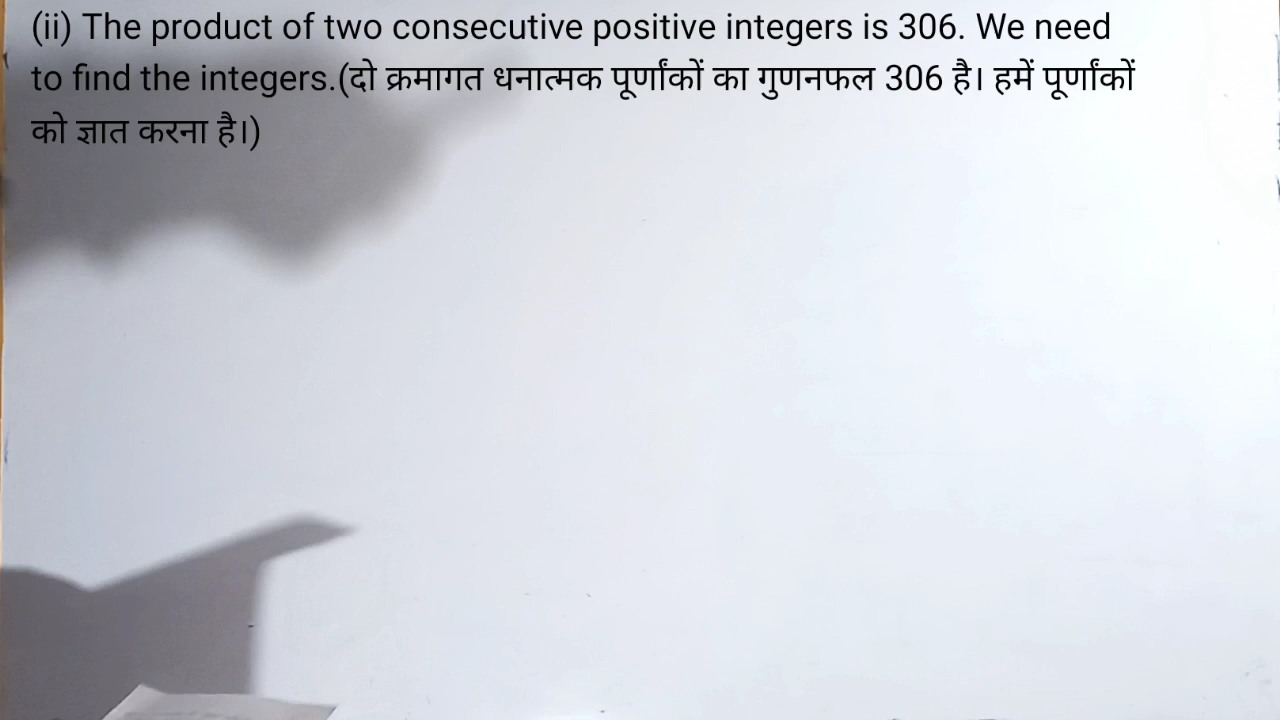 (ii) The product of two consecutive positive integers is 306. We need
to find the integers.(दो क्रमागत धनात्मक पूर्णांकों का गुणनफल 306 है। हमें पूर्णांकों
को ज्ञात करना है।)